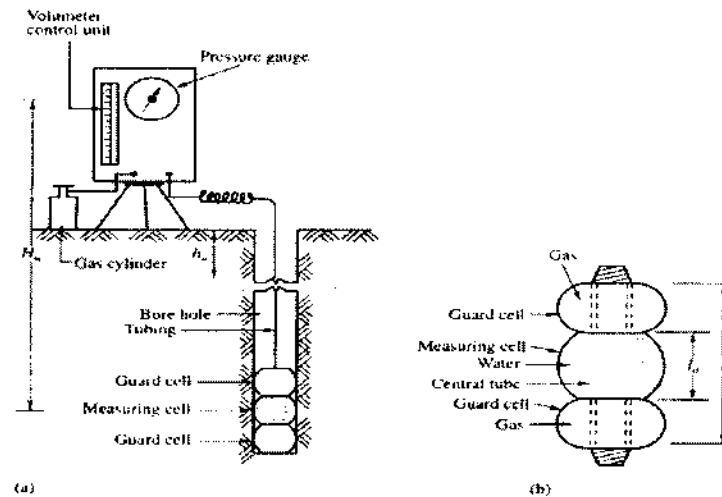 Volumeter
control unit
Pressure gauge
Gas cylinder
Bore hole
Tubing
Guard cell
Measuring cell
Guard cell
(a)
Gas
Guard cell
Measuring cell
Water
Central tube
Guard cell
Gas
(b)